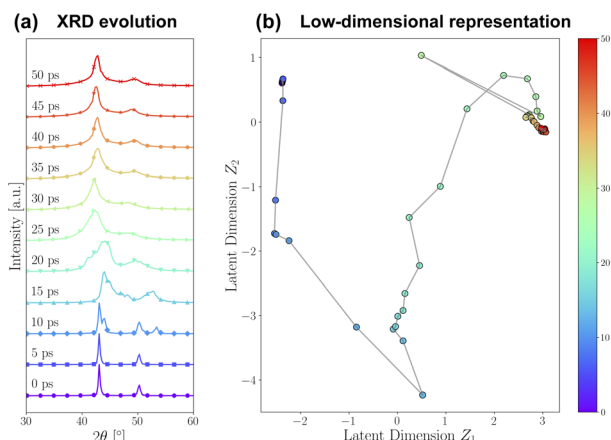 (a) XRD evolution
50 ps
45 ps
40 ps
35 ps
30 ps
25 ps
20 ps
15 ps
10 ps
5 ps
0 ps
Intensity [a.u.]
30 40 50 60
2θ [°]
(b) Low-dimensional representation
1
0
−1
−2
−3
−4
Latent Dimension Z₂
−2 −1 0 1 2 3
Latent Dimension Z₁
50
40
30
20
10
0